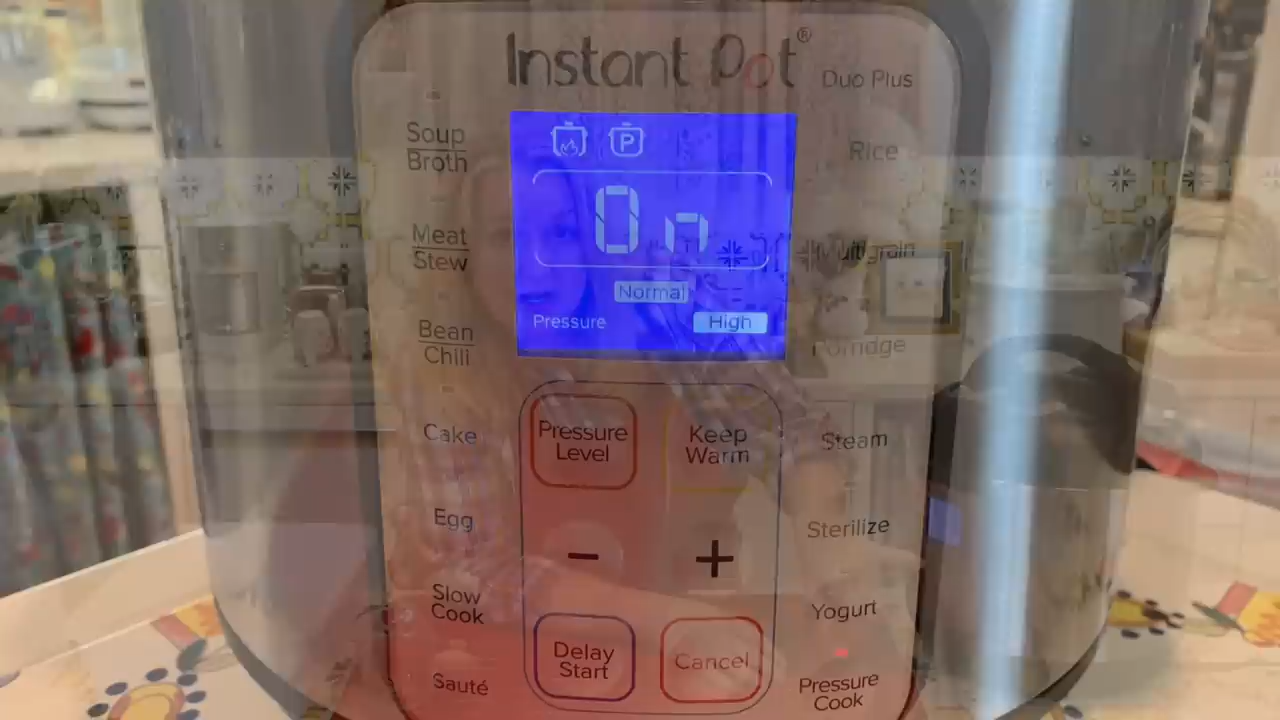 Instant Pot®
Duo Plus
Soup
Broth
Rice
On
Meat
Stew
Multigrain
Normal
Pressure
High
Bean
Chili
Porridge
Pressure
Level
Keep
Warm
Cake
Steam
Egg
Sterilize
-
+
Slow
Cook
Yogurt
Delay
Start
Cancel
Sauté
Pressure
Cook